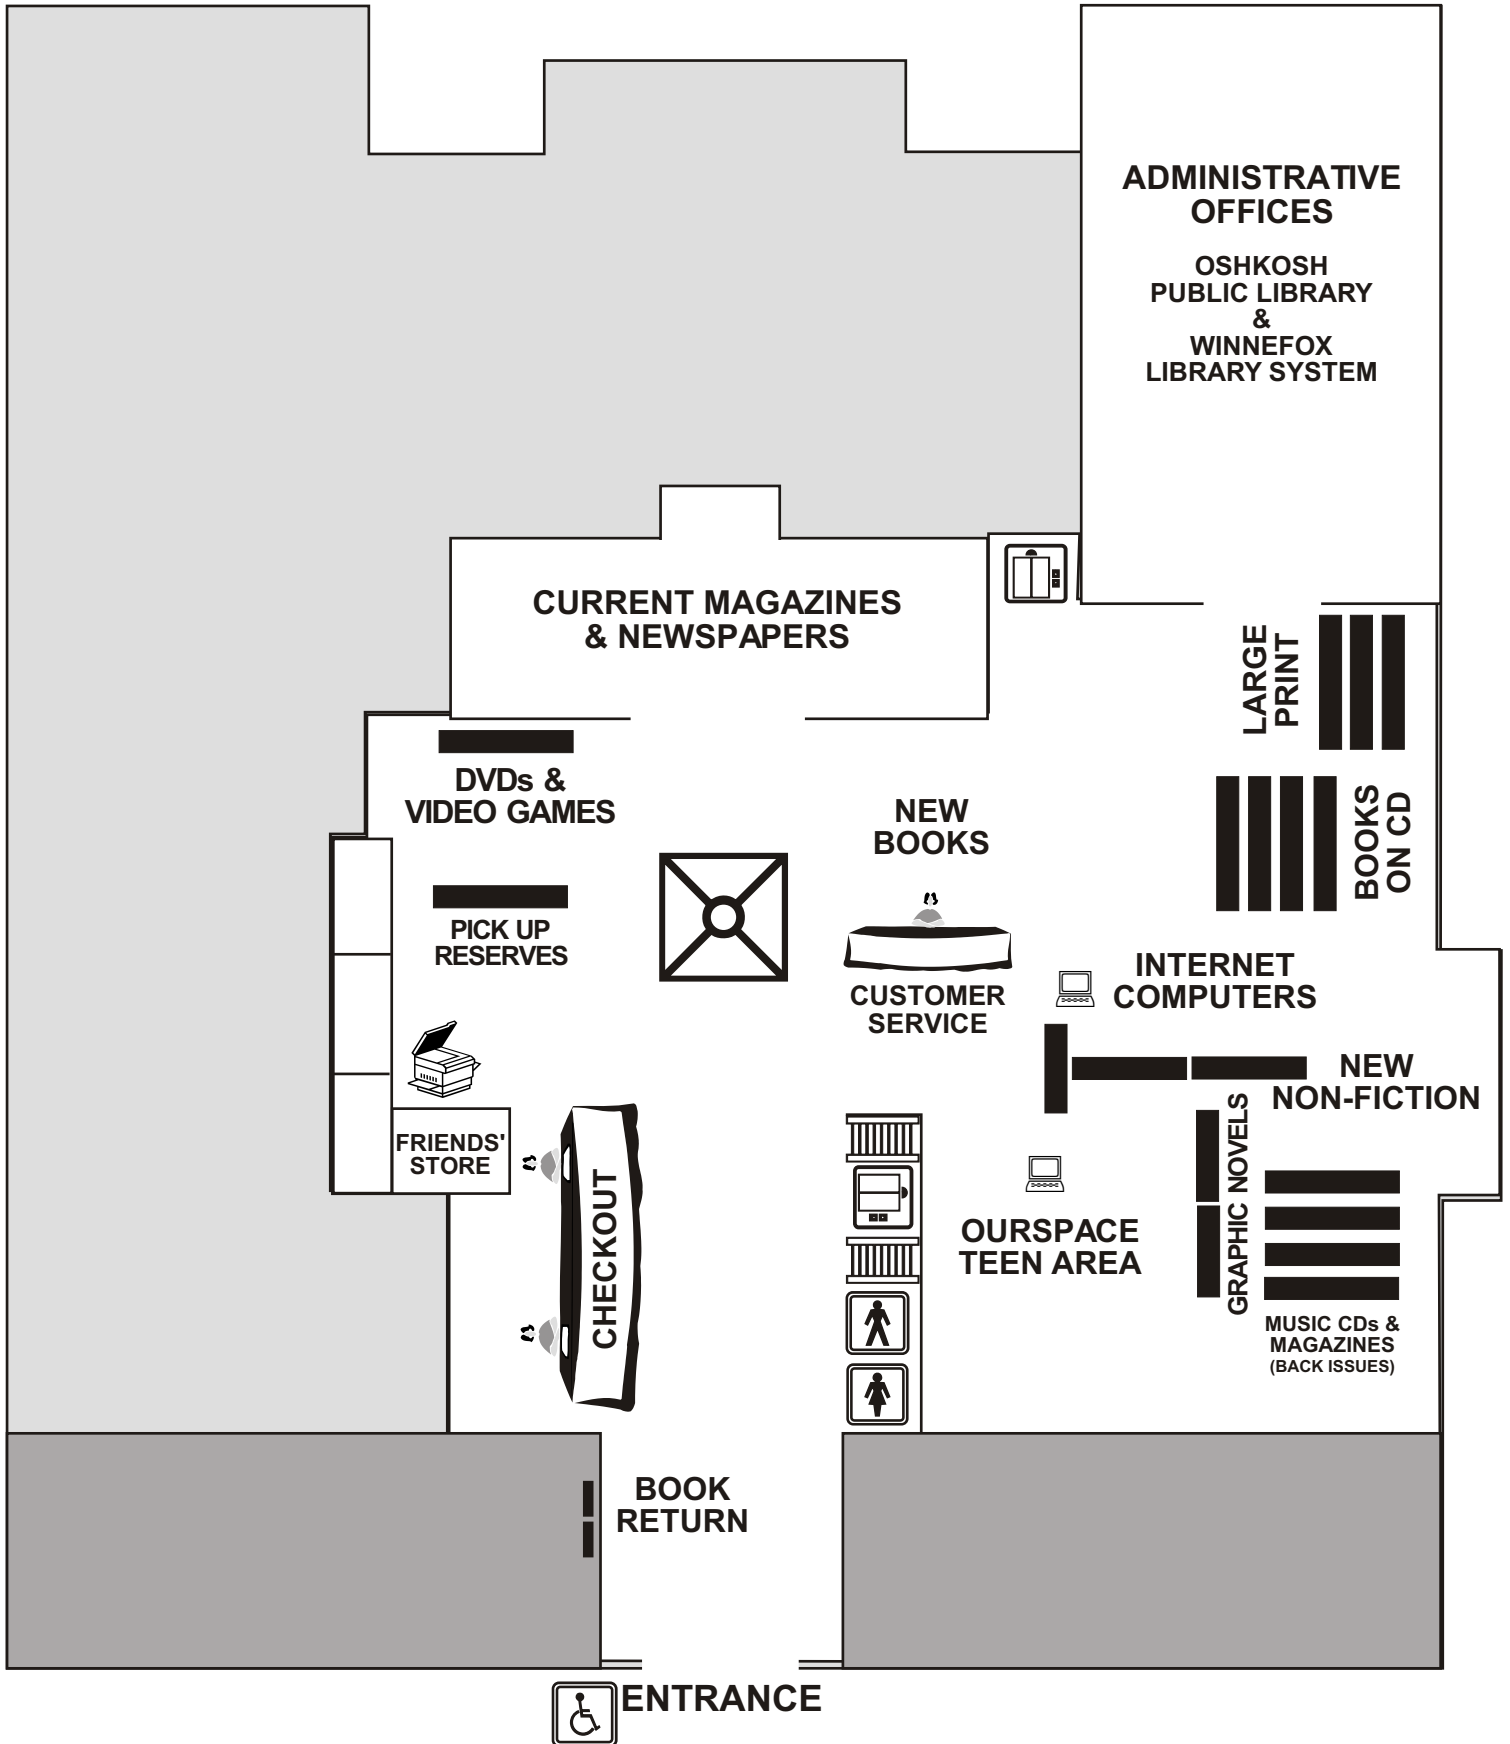 ADMINISTRATIVE
OFFICES
OSHKOSH
PUBLIC LIBRARY
&
WINNEFOX
LIBRARY SYSTEM
CURRENT MAGAZINES
& NEWSPAPERS
LARGE
PRINT
DVDs &
VIDEO GAMES
NEW
BOOKS
BOOKS
ON CD
PICK UP
RESERVES
CUSTOMER
SERVICE
INTERNET
COMPUTERS
NEW
NON-FICTION
FRIENDS'
STORE
CHECKOUT
OURSPACE
TEEN AREA
GRAPHIC NOVELS
MUSIC CDs &
MAGAZINES
(BACK ISSUES)
BOOK
RETURN
ENTRANCE